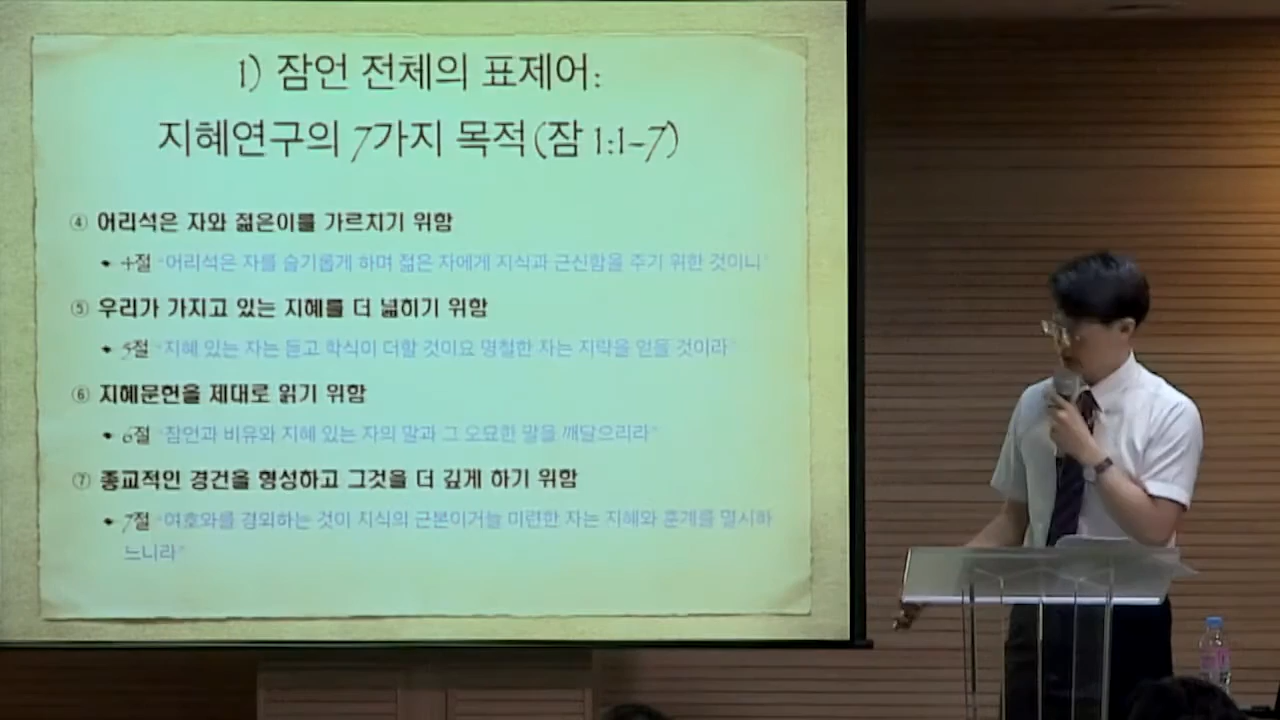 1) 잠언 전체의 표제어:
지혜연구의 7가지 목적(잠 1:1-7)
④ 어리석은 자와 젊은이를 가르치기 위함
4절 “어리석은 자를 슬기롭게 하며 젊은 자에게 지식과 근신함을 주기 위한 것이니”
⑤ 우리가 가지고 있는 지혜를 더 넓히기 위함
5절 “지혜 있는 자는 듣고 학식이 더할 것이요 명철한 자는 지략을 얻을 것이라”
⑥ 지혜문헌을 제대로 읽기 위함
6절 “잠언과 비유와 지혜 있는 자의 말과 그 오묘한 말을 깨달으리라”
⑦ 종교적인 경건을 형성하고 그것을 더 깊게 하기 위함
7절 “여호와를 경외하는 것이 지식의 근본이거늘 미련한 자는 지혜와 훈계를 멸시하
느니라”